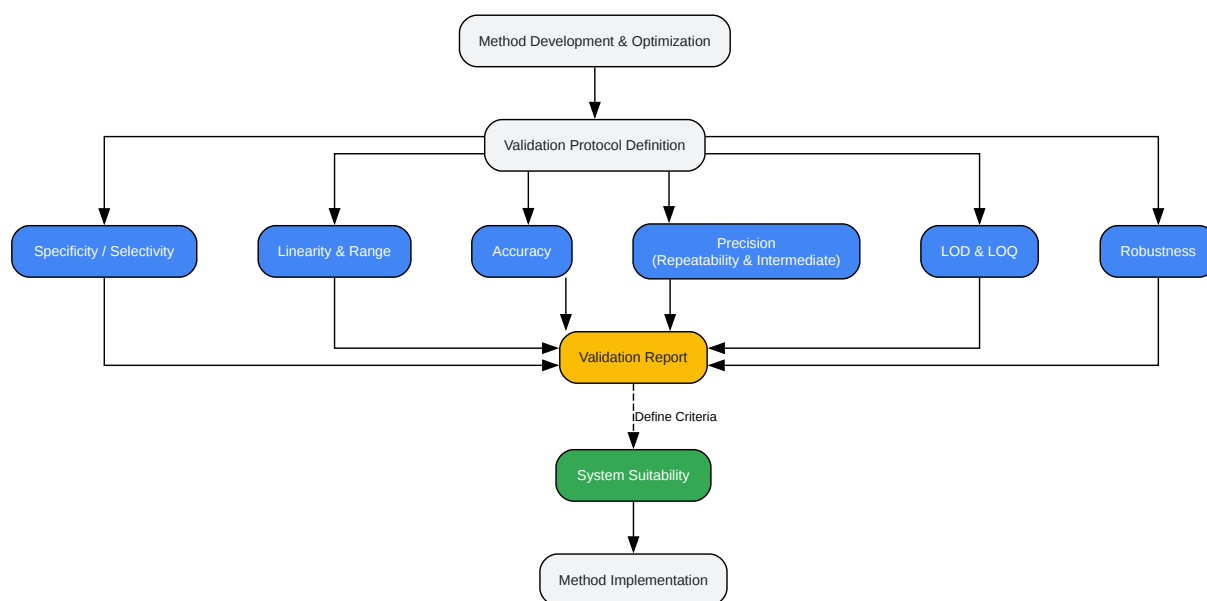 Method Development & Optimization
Validation Protocol Definition
Specificity / Selectivity
Linearity & Range
Accuracy
Precision
(Repeatability & Intermediate)
LOD & LOQ
Robustness
Validation Report
Define Criteria
System Suitability
Method Implementation